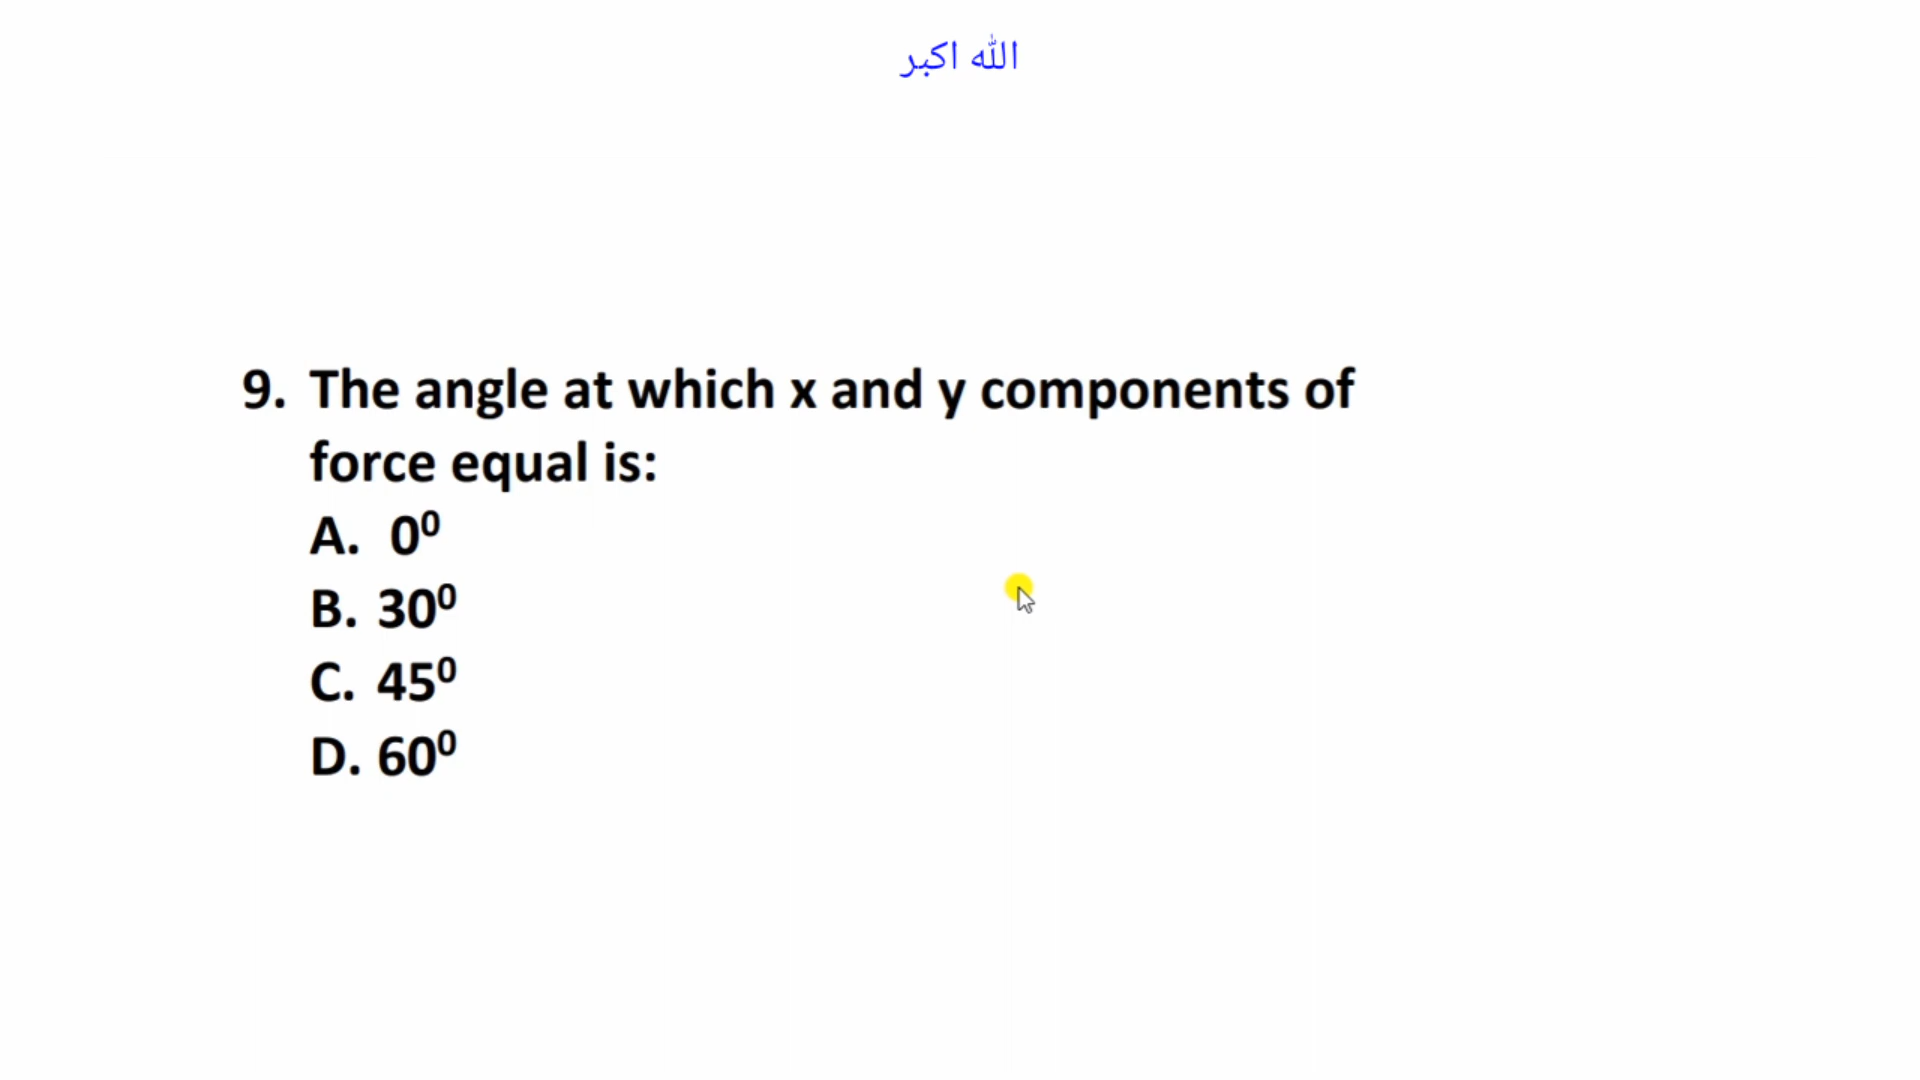 الله اكبر
9. The angle at which x and y components of
force equal is:
A. 0⁰
B. 30⁰
C. 45⁰
D. 60⁰